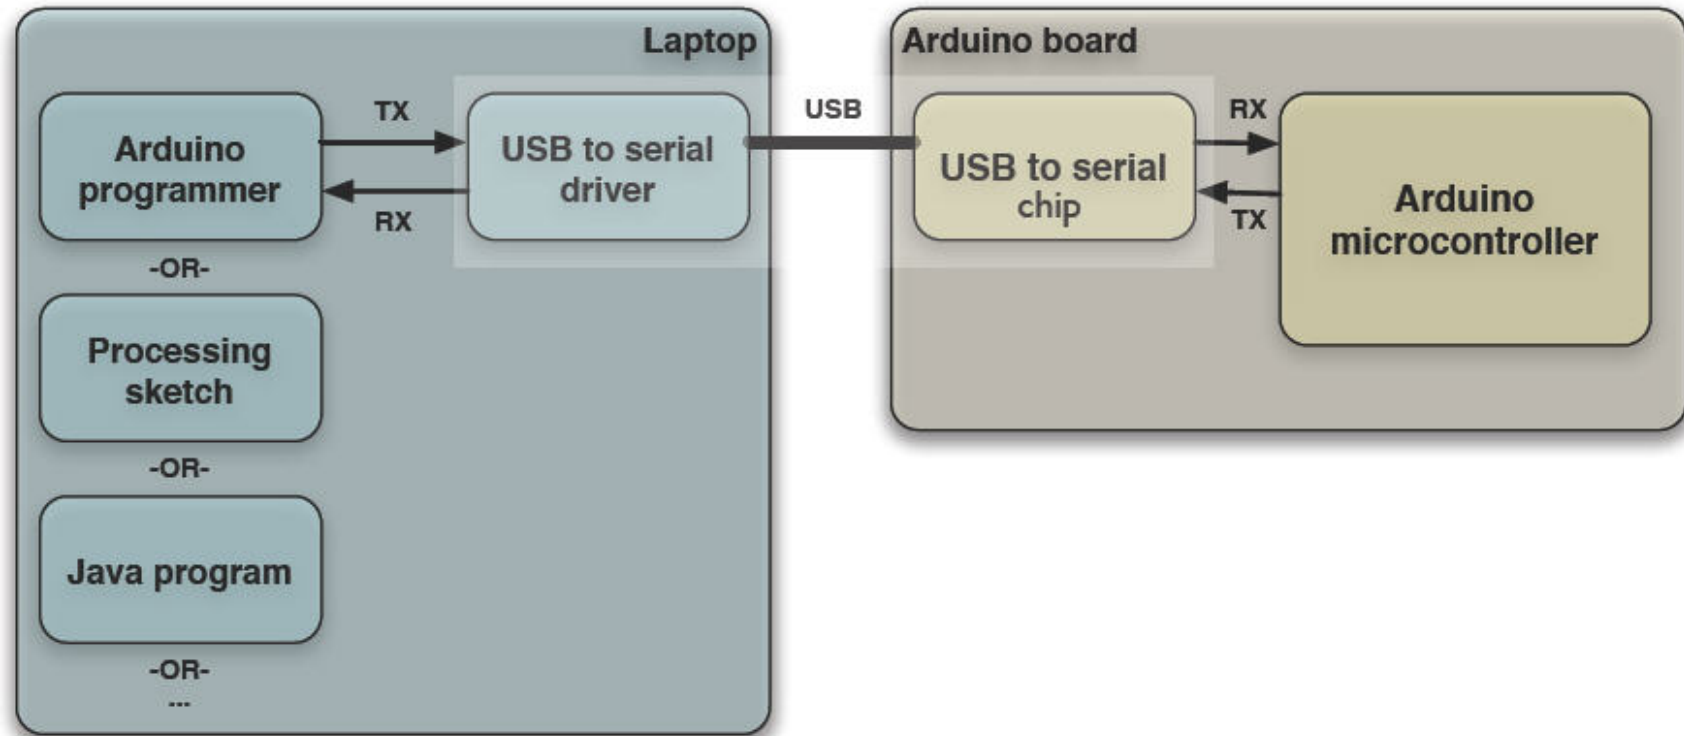 Laptop
Arduino
programmer
TX
RX
USB to serial
driver
-OR-
Processing
sketch
-OR-
Java program
-OR-
...
USB
Arduino board
USB to serial
chip
RX
TX
Arduino
microcontroller